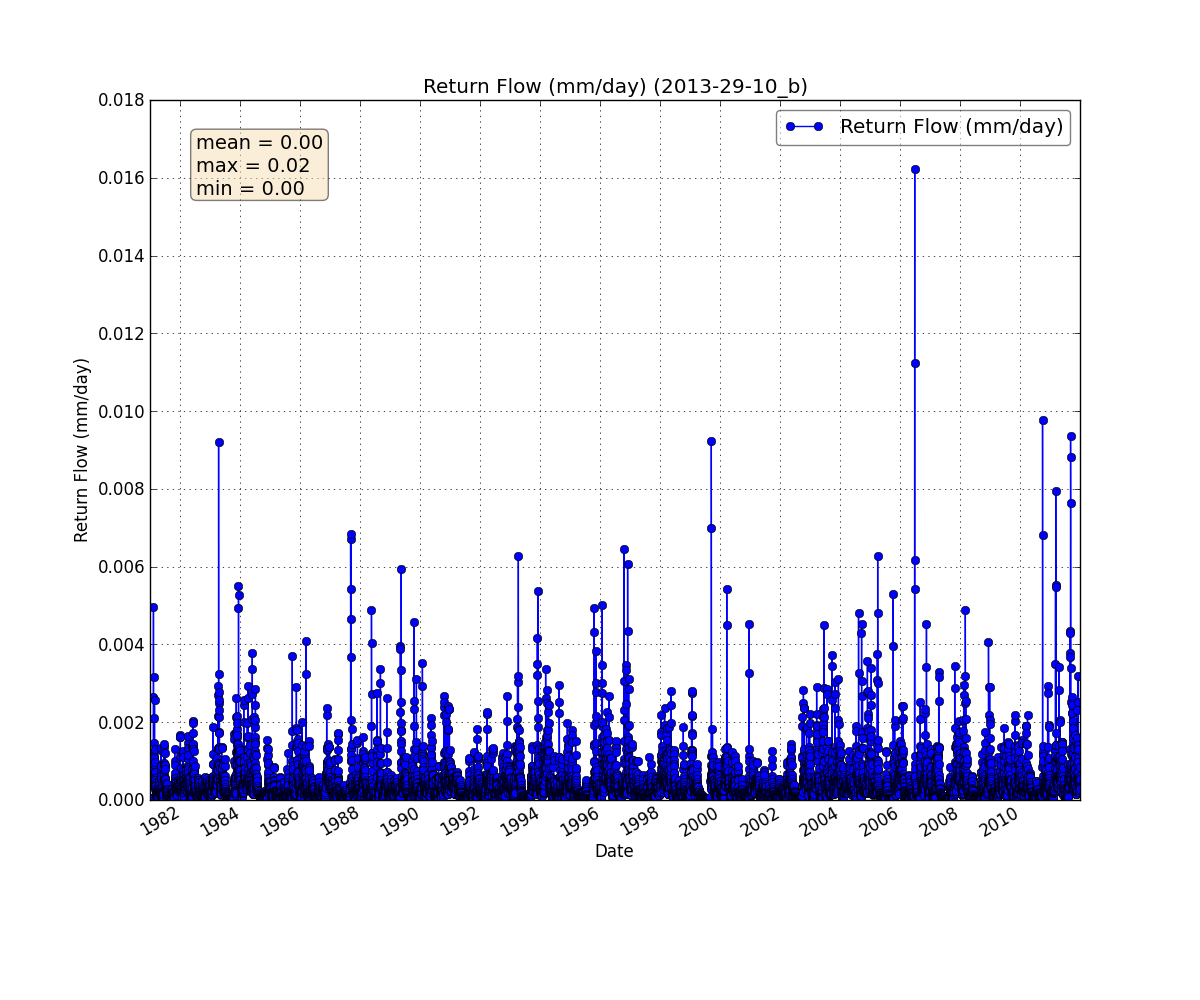 Return Flow (mm/day) (2013-29-10_b)
0.018
0.016
0.014
0.012
0.010
0.008
0.006
0.004
0.002
0.000
Return Flow (mm/day)
mean = 0.00
max = 0.02
min = 0.00
Return Flow (mm/day)
1982 1984 1986 1988 1990 1992 1994 1996 1998 2000 2002 2004 2006 2008 2010
Date